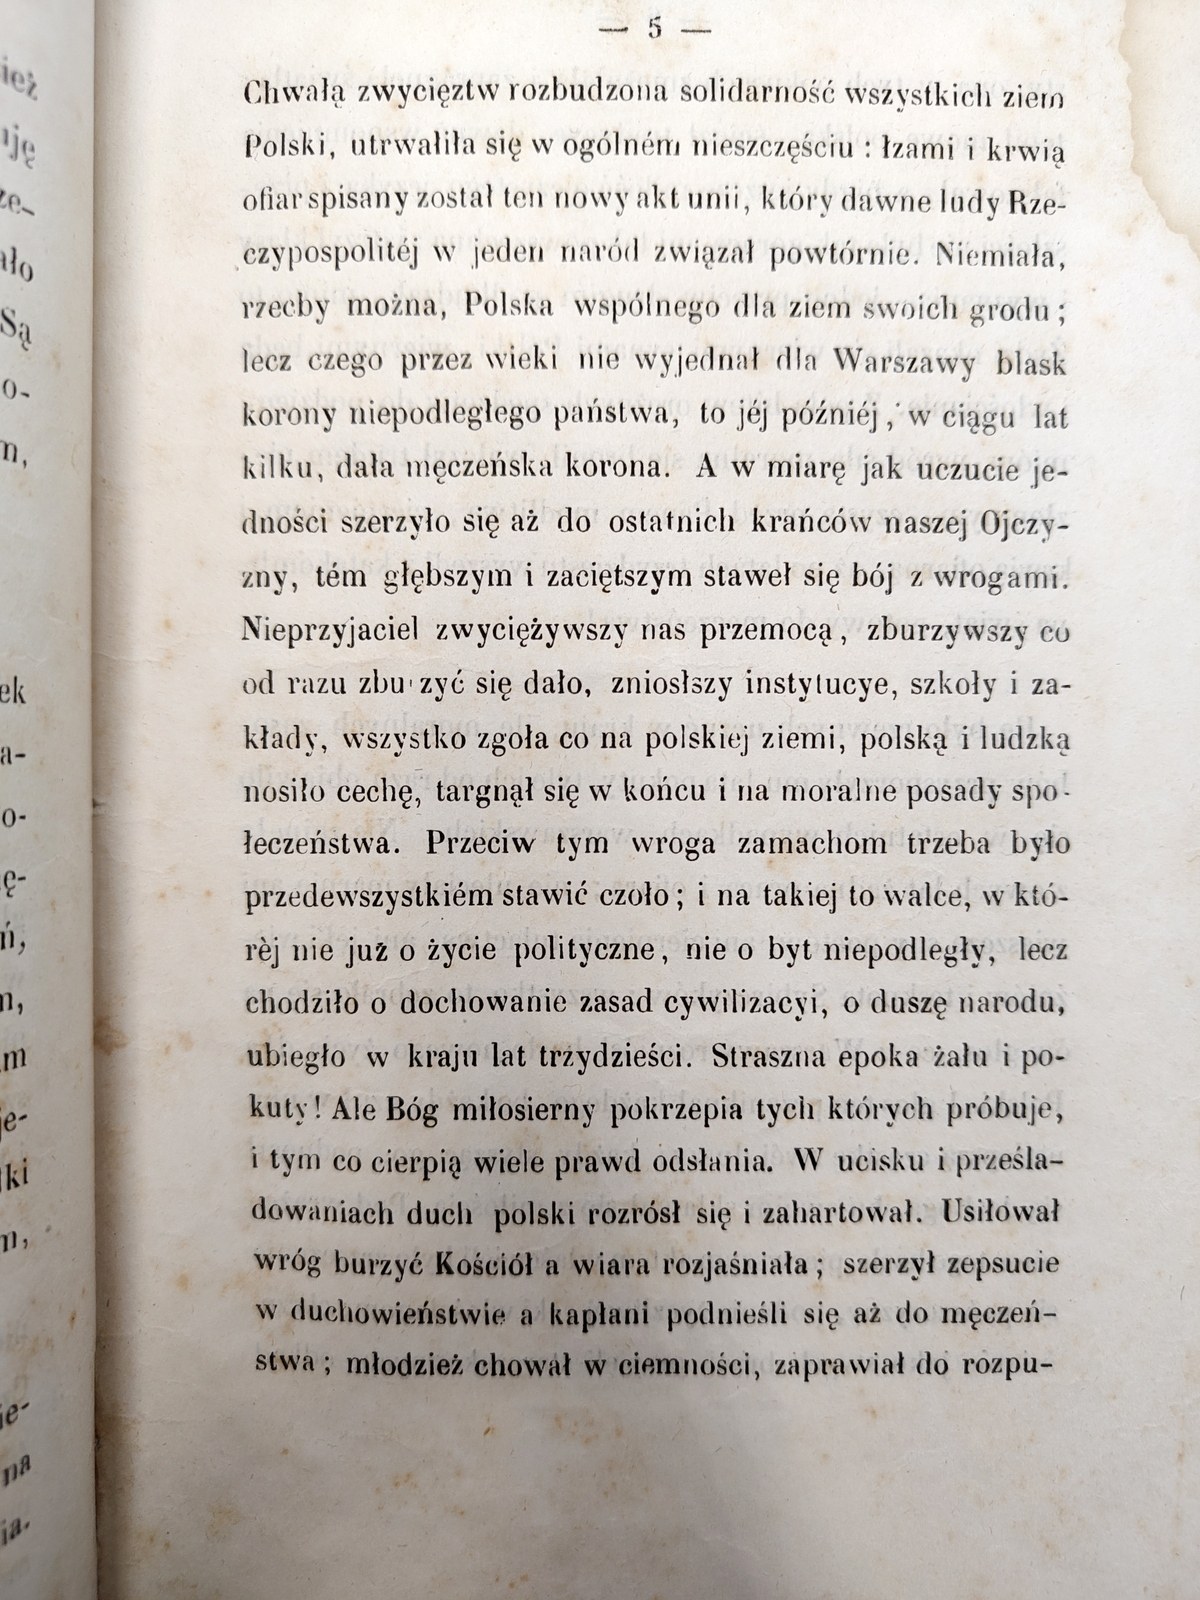 — 5 —
Chwałą zwycięztw rozbudzona solidarność wszystkich ziem
Polski, utrwaliła się w ogólném nieszczęściu : łzami i krwią
ofiar spisany został ten nowy akt unii, który dawne ludy Rze-
czypospolitéj w jeden naród związał powtórnie. Niemiała,
rzecby można, Polska wspólnego dla ziem swoich grodu ;
lecz czego przez wieki nie wyjednał dla Warszawy blask
korony niepodległego państwa, to jéj późniéj, w ciągu lat
kilku, dała męczeńska korona. A w miarę jak uczucie je-
dności szerzyło się aż do ostatnich krańców naszej Ojczy-
zny, tém głębszym i zaciętszym staweł się bój z wrogami.
Nieprzyjaciel zwyciężywszy nas przemocą, zburzywszy co
od razu zburzyć się dało, zniosłszy instytucye, szkoły i za-
kłady, wszystko zgoła co na polskiej ziemi, polską i ludzką
nosiło cechę, targnął się w końcu i na moralne posady spo-
łeczeństwa. Przeciw tym wroga zamachom trzeba było
przedewszystkiém stawić czoło ; i na takiej to walce, w któ-
rèj nie już o życie polityczne, nie o byt niepodległy, lecz
chodziło o dochowanie zasad cywilizacyi, o duszę narodu,
ubiegło w kraju lat trzydzieści. Straszna epoka żalu i po-
kuty! Ale Bóg miłosierny pokrzepia tych których próbuje,
i tym co cierpią wiele prawd odsłania. W ucisku i prześla-
dowaniach duch polski rozrósł się i zahartował. Usiłował
wróg burzyć Kościół a wiara rozjaśniała ; szerzył zepsucie
w duchowieństwie a kapłani podnieśli się aż do męczeń-
stwa ; młodzież chował w ciemności, zaprawiał do rozpu-